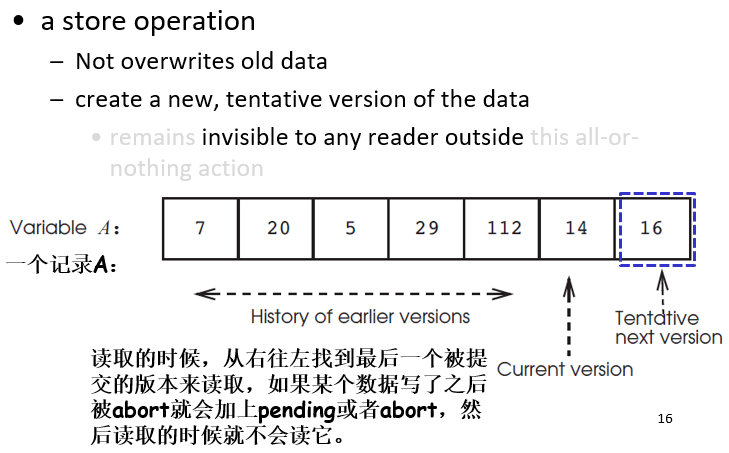 • a store operation
– Not overwrites old data
– create a new, tentative version of the data
• remains invisible to any reader outside this all-or-
nothing action
Variable A:
7 20 5 29 112 14 16
一个记录A:
History of earlier versions
Tentative
next version
Current version
读取的时候，从右往左找到最后一个被提
交的版本来读取，如果某个数据写了之后
被abort就会加上pending或者abort，然
后读取的时候就不会读它。
16